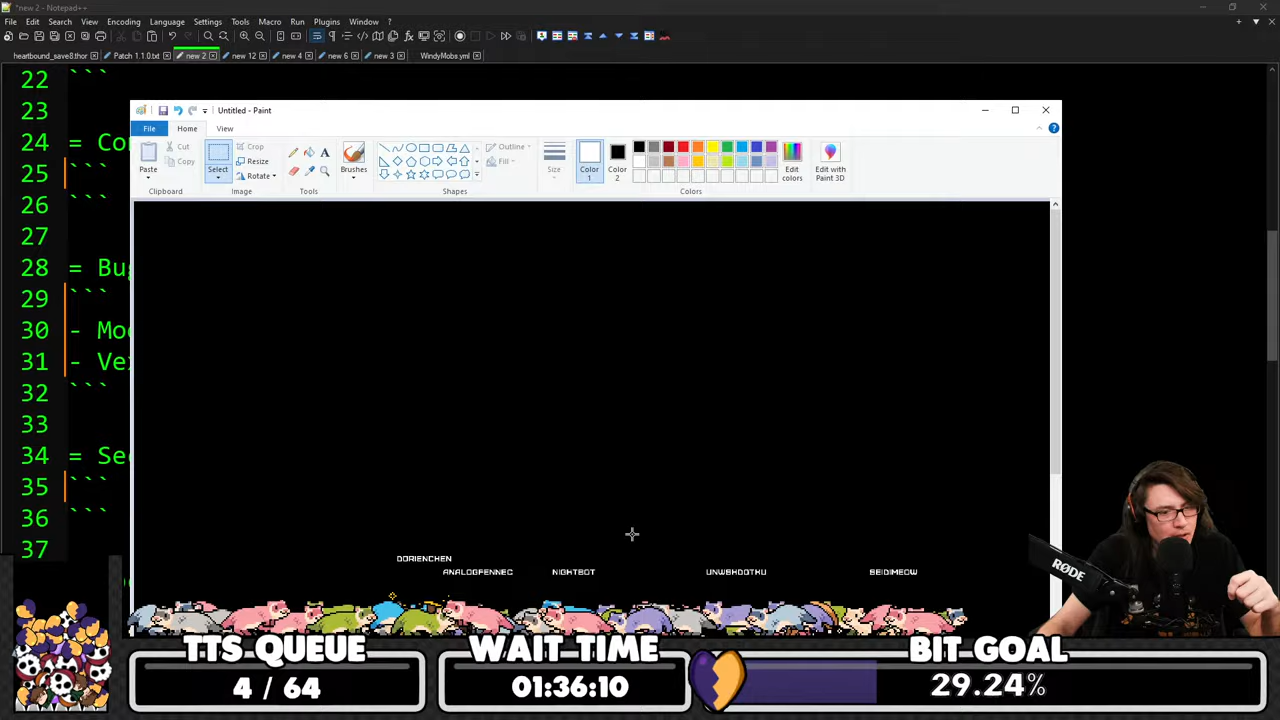 *new 2 - Notepad++
File Edit Search View Encoding Language Settings Tools Macro Run Plugins Window ?
heartbound_save8.thor Patch 1.1.0.txt new 2 new 12 new 4 new 6 new 3 WindyMobs.yml
22 ```
23
24 = Co
25 ```
26 ```
27
28 = Bu
29 ```
30 - Mo
31 - Ve
32 ```
33
34 = Se
35 ```
36 ```
37
Untitled - Paint
File Home View
Paste Cut Copy
Clipboard
Select Crop Resize Rotate
Image
Tools
Brushes
Shapes
Outline Fill
Size
Color 1 Color 2
Edit colors
Colors
Edit with Paint 3D
DORIENCHEN
ANALOGFENNEC NIGHTBOT UNWSHDGTHU SEIDIMEOW
RØDE
TTS QUEUE WAIT TIME BIT GOAL
4 / 64 01:36:10 29.24%